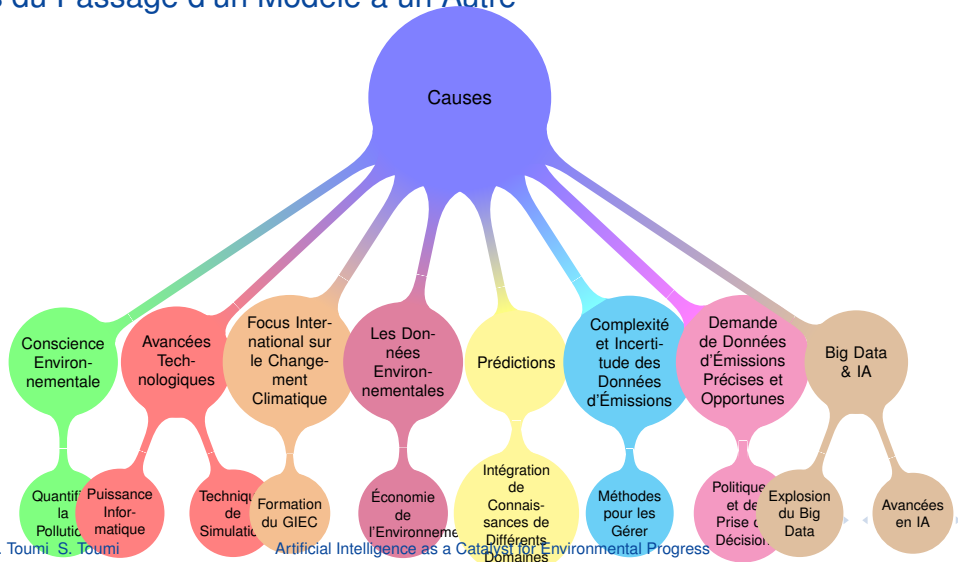 du Passage d'un Modèle à un Autre
Causes
Conscience
Environ-
nementale
Avancées
Tech-
nologiques
Focus Inter-
national sur
le Change-
ment
Climatique
Les Don-
nées
Environ-
nementales
Prédictions
Complexité
et Incerti-
tude des
Données
d'Émissions
Demande
de Données
d'Émissions
Précises et
Opportunes
Big Data
& IA
Quantifi
la
Pollutio
Puissance
Infor-
matique
Techniqu
de
Simulatio
Formation
du GIEC
Économie
de
l'Environneme
Intégration
de
Connais-
sances de
Différents
Domaines
Méthodes
pour les
Gérer
Politique
et de
Prise d
Décision
Explosion
du Big
Data
Avancées
en IA
. Toumi S. Toumi
Artificial Intelligence as a Catalyst for Environmental Progress